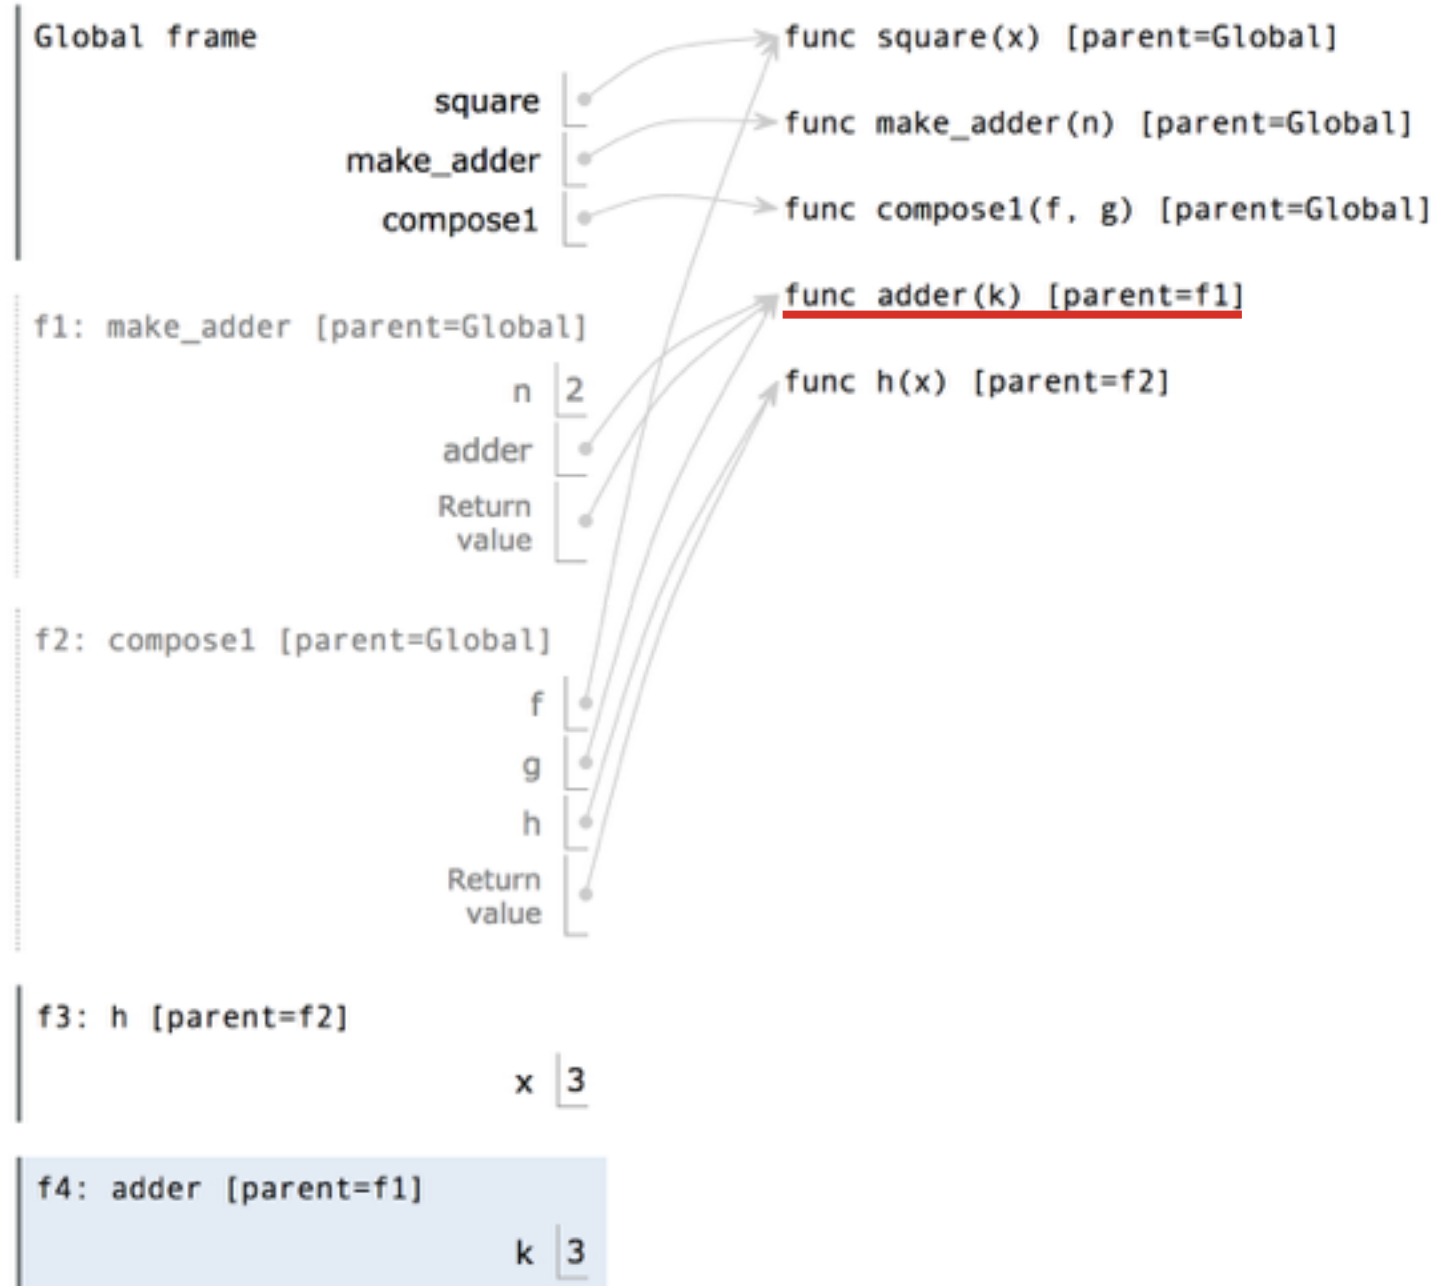 Global frame
square
make_adder
compose1
func square(x) [parent=Global]
func make_adder(n) [parent=Global]
func compose1(f, g) [parent=Global]
func adder(k) [parent=f1]
func h(x) [parent=f2]
f1: make_adder [parent=Global]
n 2
adder
Return
value
f2: compose1 [parent=Global]
f
g
h
Return
value
f3: h [parent=f2]
x 3
f4: adder [parent=f1]
k 3